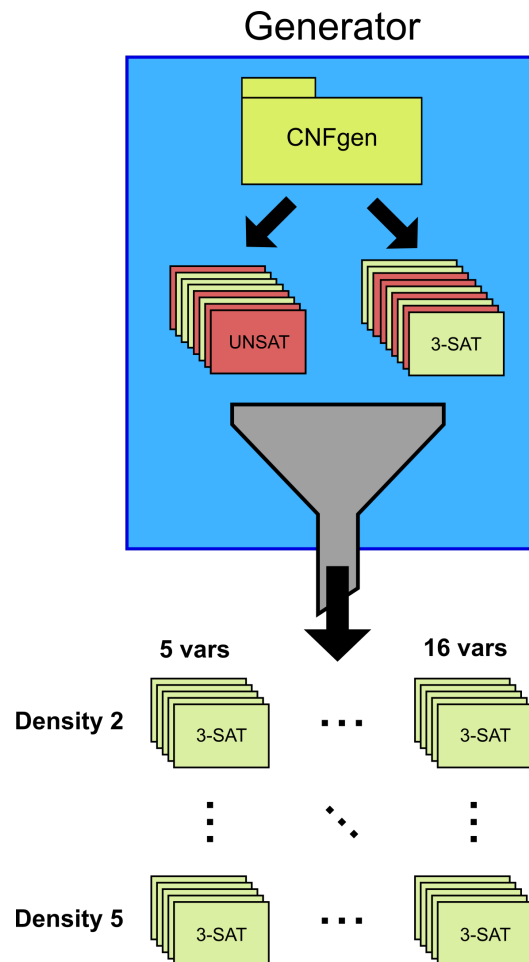 Generator
CNFgen
UNSAT
3-SAT
5 vars
16 vars
Density 2
3-SAT
3-SAT
Density 5
3-SAT
3-SAT